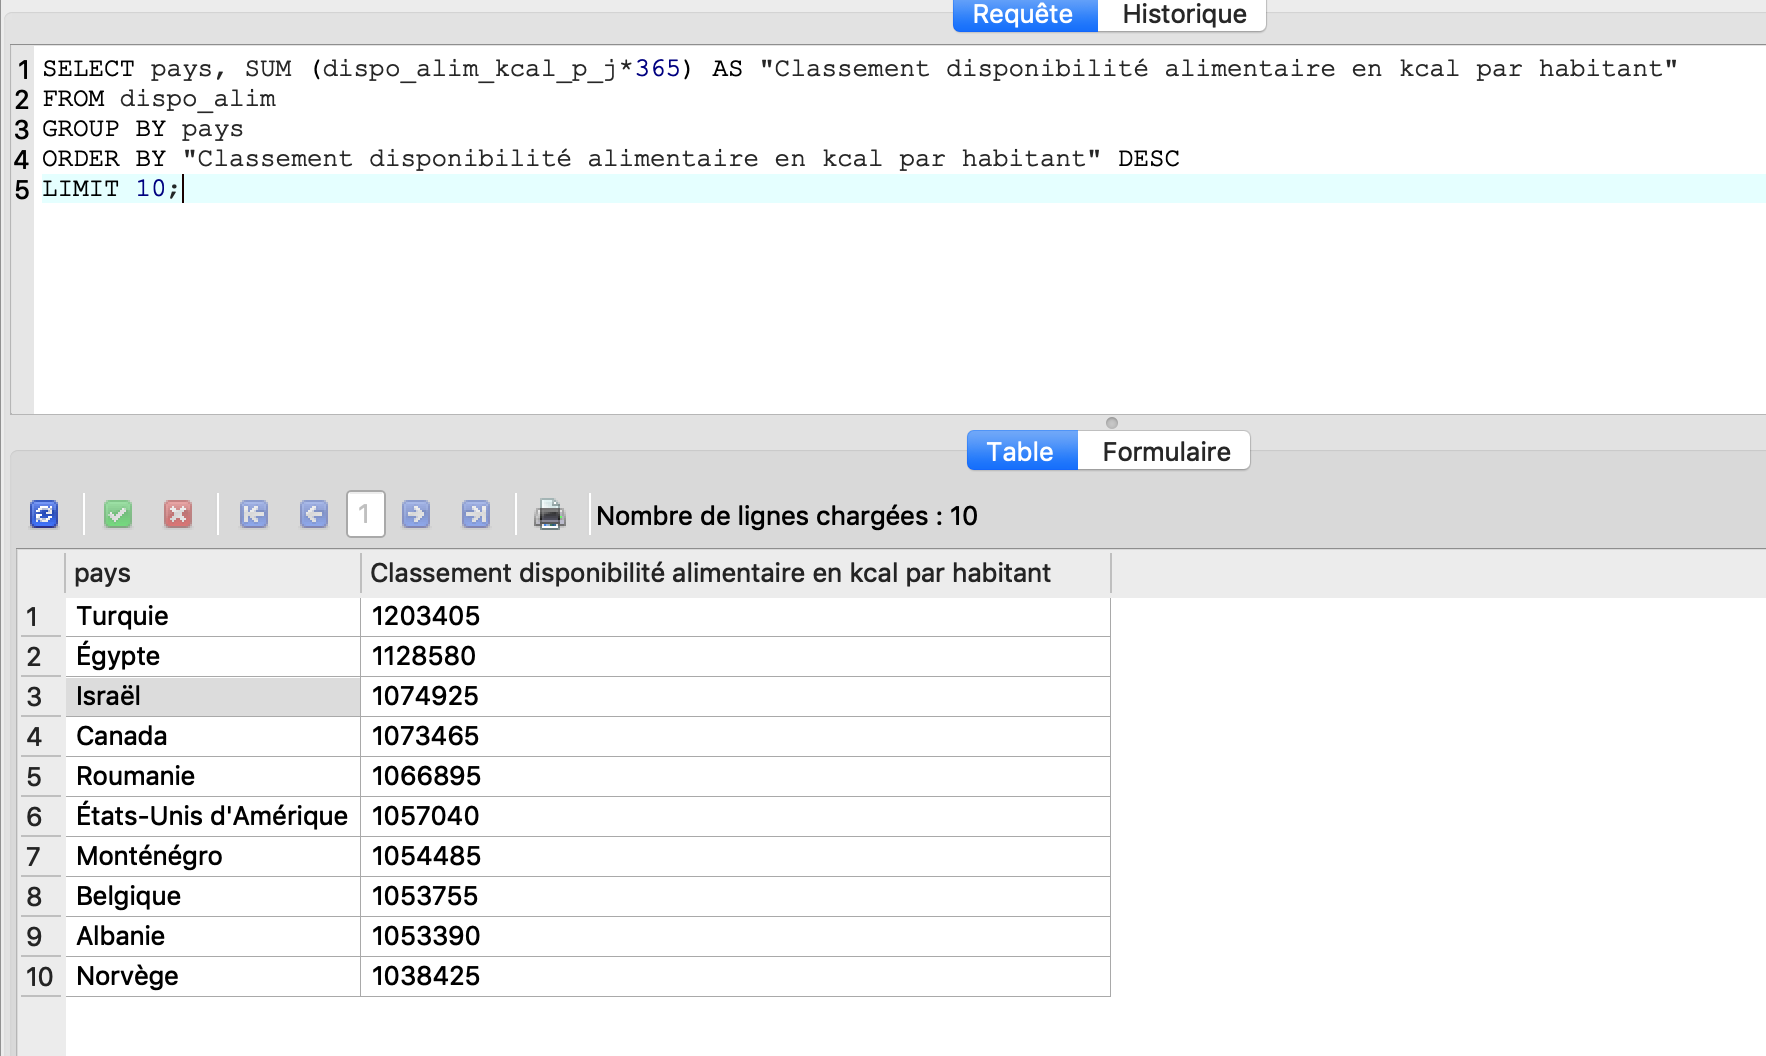 Requête Historique
1 SELECT pays, SUM (dispo_alim_kcal_p_j*365) AS "Classement disponibilité alimentaire en kcal par habitant"
2 FROM dispo_alim
3 GROUP BY pays
4 ORDER BY "Classement disponibilité alimentaire en kcal par habitant" DESC
5 LIMIT 10;
Table Formulaire
1 Nombre de lignes chargées : 10
pays Classement disponibilité alimentaire en kcal par habitant
1 Turquie 1203405
2 Égypte 1128580
3 Israël 1074925
4 Canada 1073465
5 Roumanie 1066895
6 États-Unis d'Amérique 1057040
7 Monténégro 1054485
8 Belgique 1053755
9 Albanie 1053390
10 Norvège 1038425